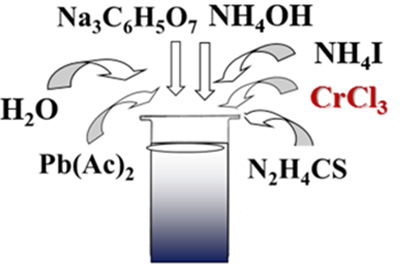 Na₃C₆H₅O₇ NH₄OH
NH₄I
H₂O
CrCl₃
Pb(Ac)₂
N₂H₄CS